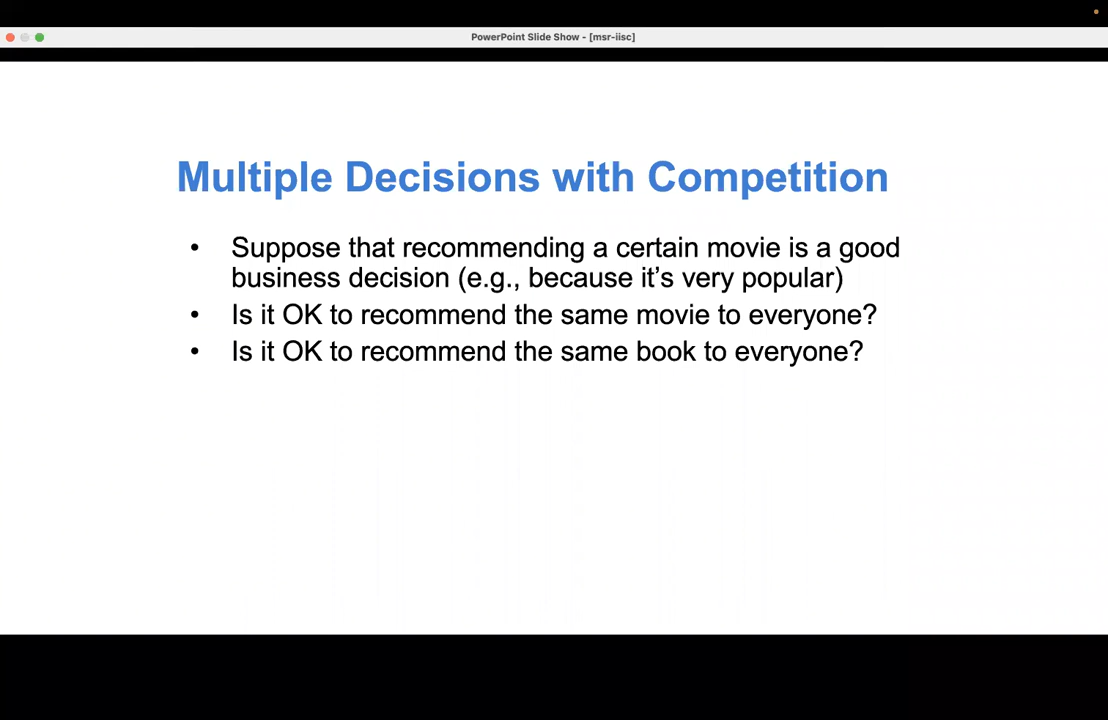 PowerPoint Slide Show - [msr-iisc]
Multiple Decisions with Competition
• Suppose that recommending a certain movie is a good
business decision (e.g., because it’s very popular)
• Is it OK to recommend the same movie to everyone?
• Is it OK to recommend the same book to everyone?